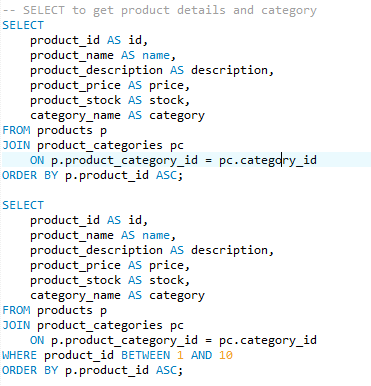 -- SELECT to get product details and category
SELECT
    product_id AS id,
    product_name AS name,
    product_description AS description,
    product_price AS price,
    product_stock AS stock,
    category_name AS category
FROM products p
JOIN product_categories pc
    ON p.product_category_id = pc.category_id
ORDER BY p.product_id ASC;

SELECT
    product_id AS id,
    product_name AS name,
    product_description AS description,
    product_price AS price,
    product_stock AS stock,
    category_name AS category
FROM products p
JOIN product_categories pc
    ON p.product_category_id = pc.category_id
WHERE product_id BETWEEN 1 AND 10
ORDER BY p.product_id ASC;